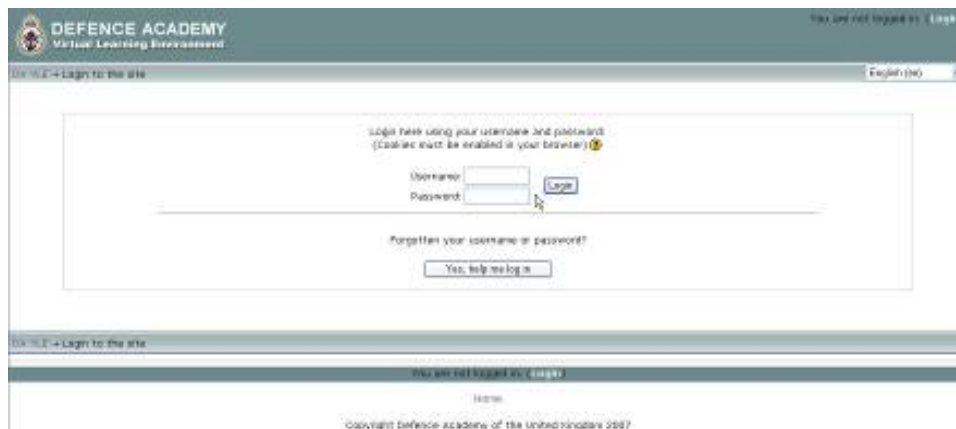 DEFENCE ACADEMY
Virtual Learning Environment
You are not logged in. (Login
DA VLE → Login to the site
English (en)
Login here using your username and password
(Cookies must be enabled in your browser) ?
Username
Password
Login
Forgotten your username or password?
Yes, help me log in
DA VLE → Login to the site
You are not logged in. (Login)
Home
Copyright Defence Academy of the United Kingdom 2007